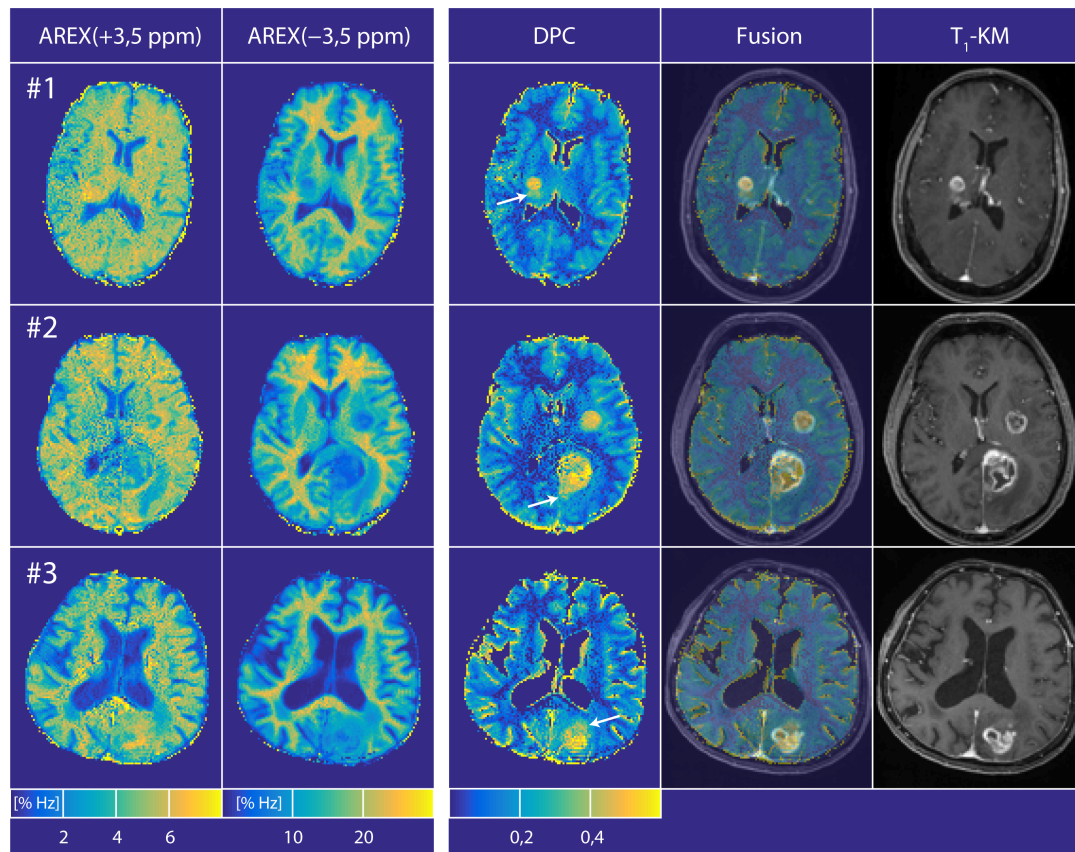 AREX(+3,5 ppm) AREX(−3,5 ppm) DPC Fusion T₁-KM
#1
#2
#3
[% Hz] [% Hz]
2 4 6 10 20 0,2 0,4